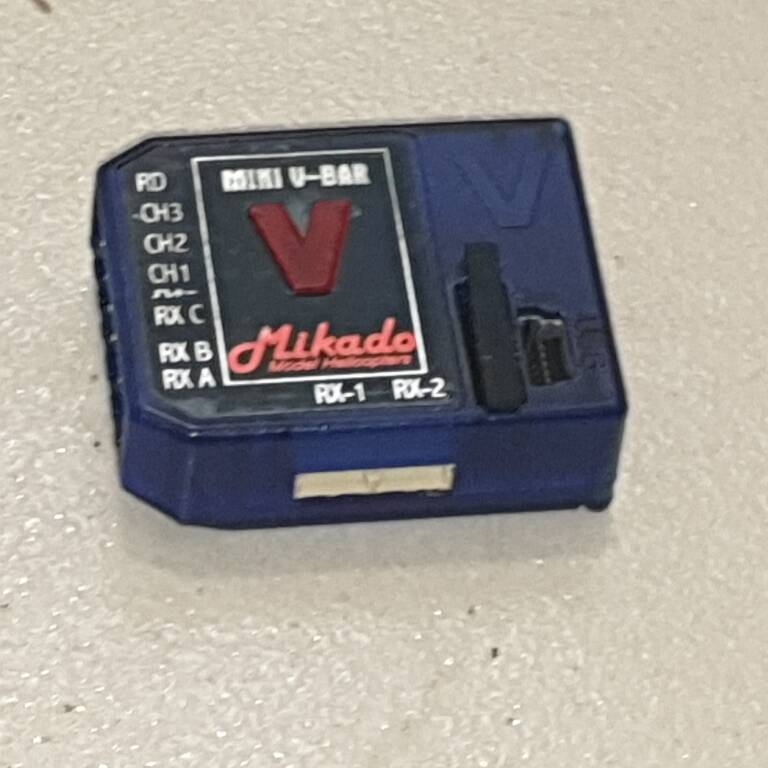 MINI V-BAR
V
RD
CH3
CH2
CH1
RX C
RX B
RX A
Mikado
Model Helicopters
RX-1 RX-2
V